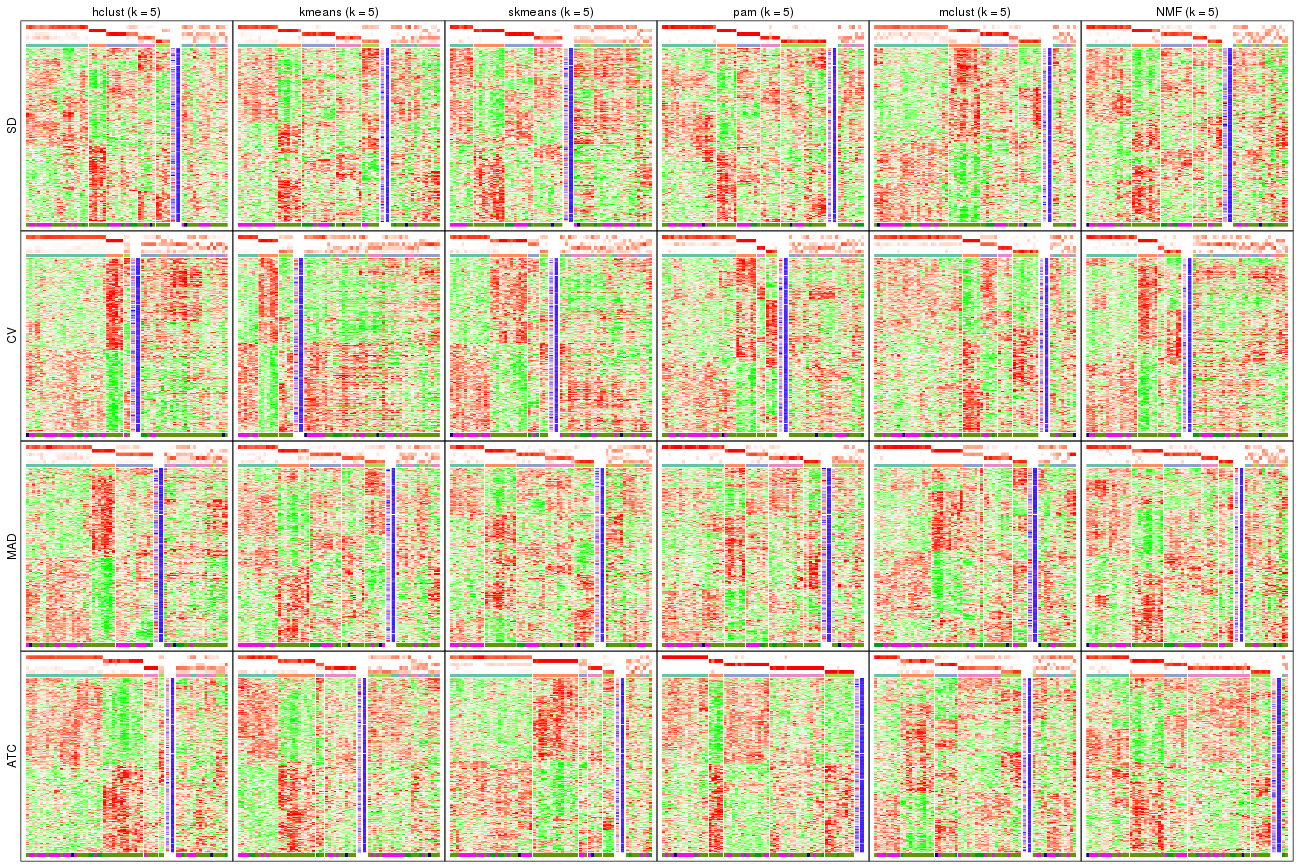 hclust (k = 5) kmeans (k = 5) skmeans (k = 5) pam (k = 5) mclust (k = 5) NMF (k = 5)
SD
CV
MAD
ATC